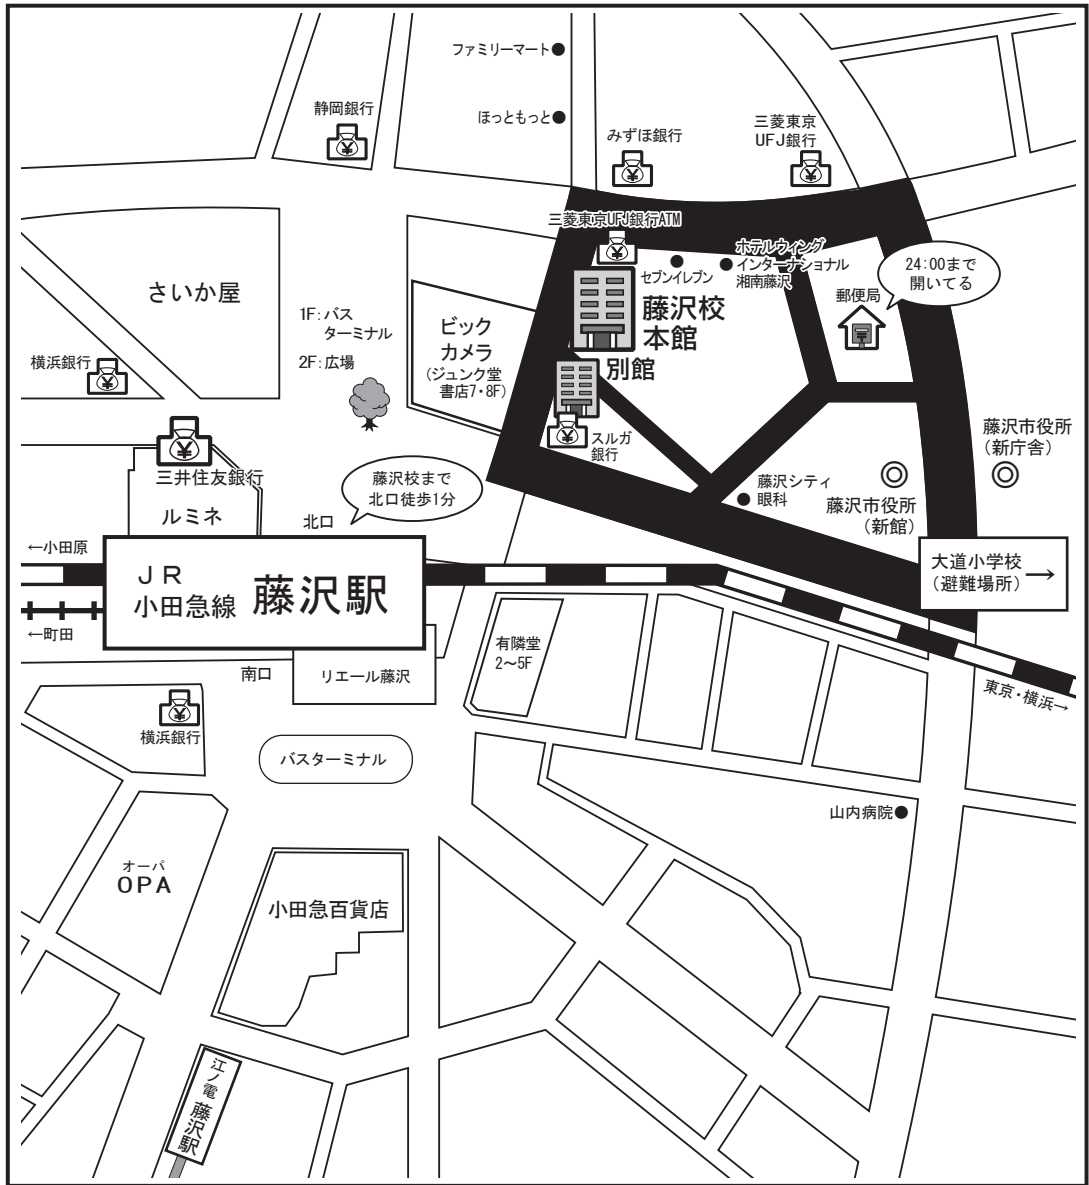 ファミリーマート●
静岡銀行
ほっともっと●
みずほ銀行
三菱東京
UFJ銀行
三菱東京UFJ銀行ATM
●
セブンイレブン
●ホテルウィング
インターナショナル
湘南藤沢
24:00まで
開いてる
郵便局
さいか屋
1F:バス
ターミナル
2F:広場
ビック
カメラ
(ジュンク堂
書店7・8F)
藤沢校
本館
別館
横浜銀行
スルガ
銀行
藤沢市役所
(新庁舎)
三井住友銀行
ルミネ
藤沢校まで
北口徒歩1分
北口
●藤沢シティ
眼科
藤沢市役所
(新館)
←小田原
JR
小田急線 藤沢駅
←町田
大道小学校
(避難場所)→
有隣堂
2〜5F
南口
リエール藤沢
東京・横浜→
横浜銀行
バスターミナル
山内病院●
オーパ
OPA
小田急百貨店
江ノ電 藤沢駅